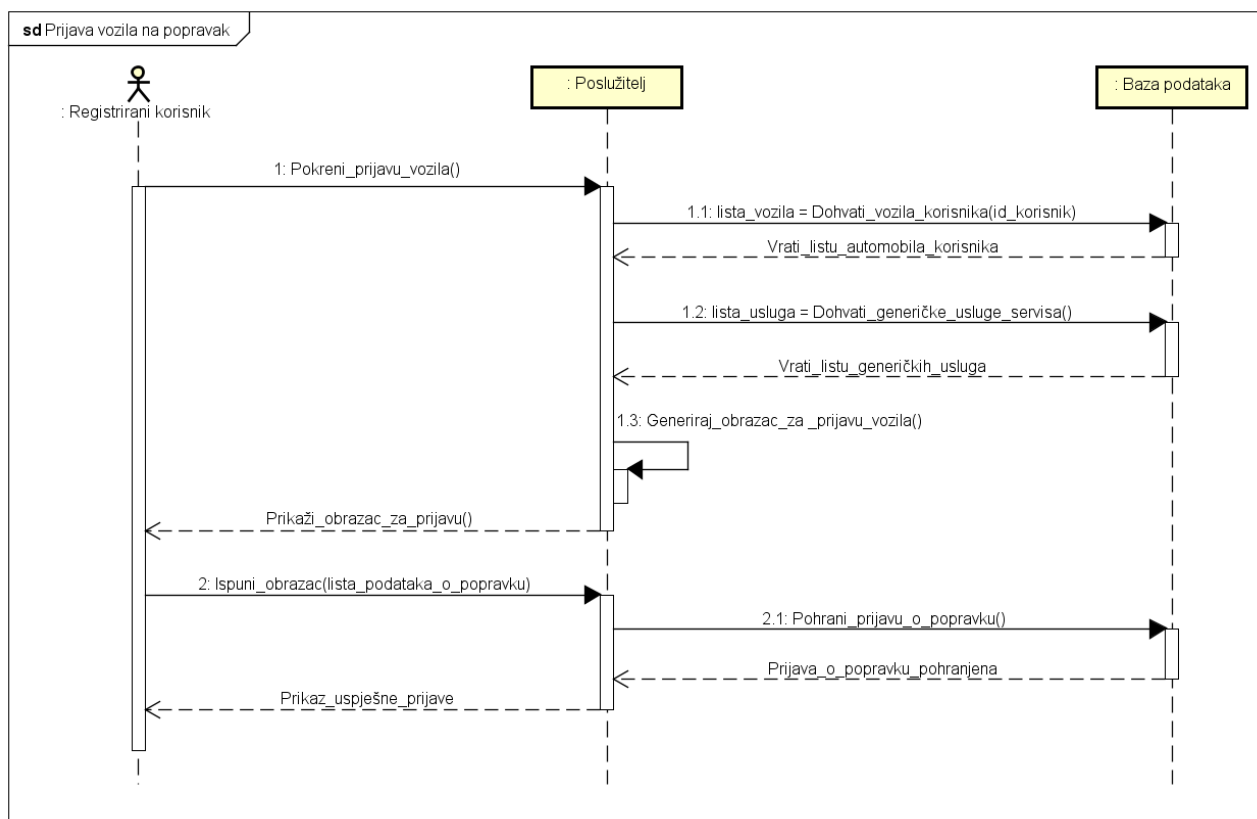 sd Prijava vozila na popravak
: Registrirani korisnik
: Poslužitelj
: Baza podataka
1: Pokreni_prijavu_vozila()
1.1: lista_vozila = Dohvati_vozila_korisnika(id_korisnik)
Vrati_listu_automobila_korisnika
1.2: lista_usluga = Dohvati_generičke_usluge_servisa()
Vrati_listu_generičkih_usluga
1.3: Generiraj_obrazac_za _prijavu_vozila()
Prikaži_obrazac_za_prijavu()
2: Ispuni_obrazac(lista_podataka_o_popravku)
2.1: Pohrani_prijavu_o_popravku()
Prijava_o_popravku_pohranjena
Prikaz_uspješne_prijave